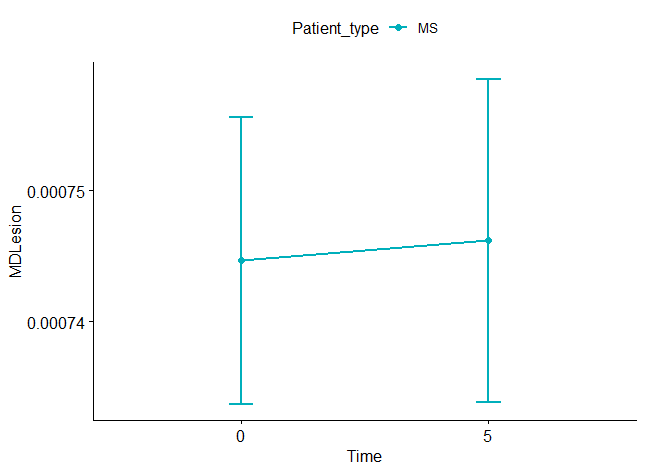 Patient_type MS
MDLesion
0.00075
0.00074
0 5
Time